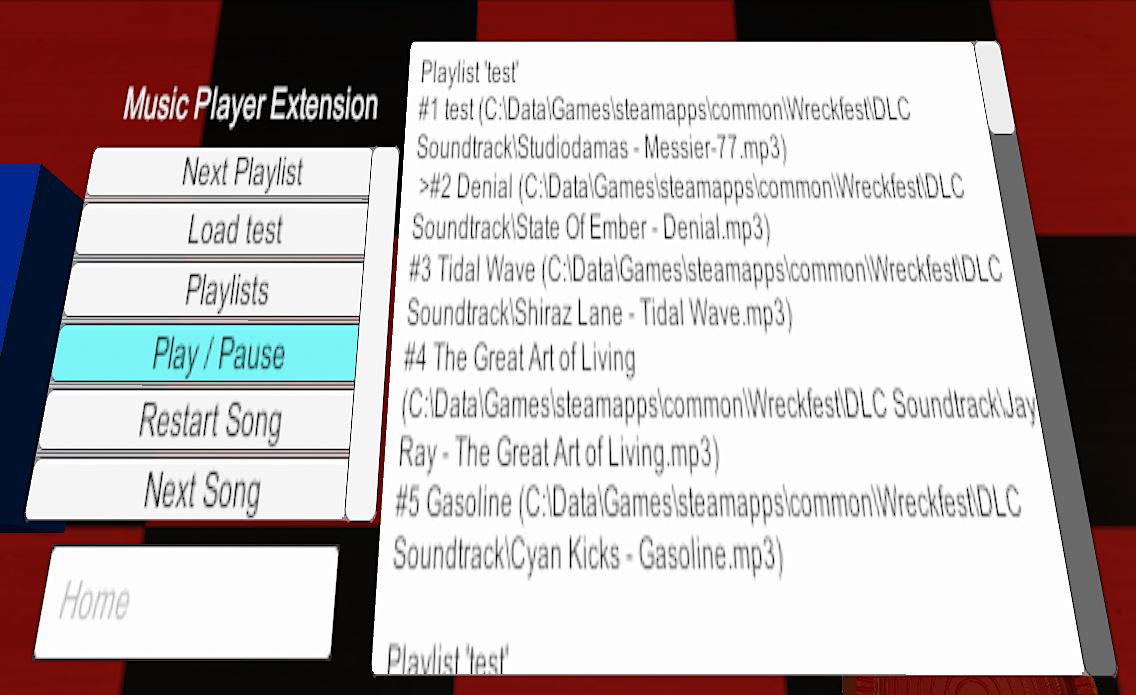 Music Player Extension
Next Playlist
Load test
Playlists
Play / Pause
Restart Song
Next Song
Home
Playlist 'test'
#1 test (C:\Data\Games\steamapps\common\Wreckfest\DLC
Soundtrack\Studiodamas - Messier-77.mp3)
>#2 Denial (C:\Data\Games\steamapps\common\Wreckfest\DLC
Soundtrack\State Of Ember - Denial.mp3)
#3 Tidal Wave (C:\Data\Games\steamapps\common\Wreckfest\DLC
Soundtrack\Shiraz Lane - Tidal Wave.mp3)
#4 The Great Art of Living
(C:\Data\Games\steamapps\common\Wreckfest\DLC Soundtrack\Jay
Ray - The Great Art of Living.mp3)
#5 Gasoline (C:\Data\Games\steamapps\common\Wreckfest\DLC
Soundtrack\Cyan Kicks - Gasoline.mp3)
Playlist 'test'